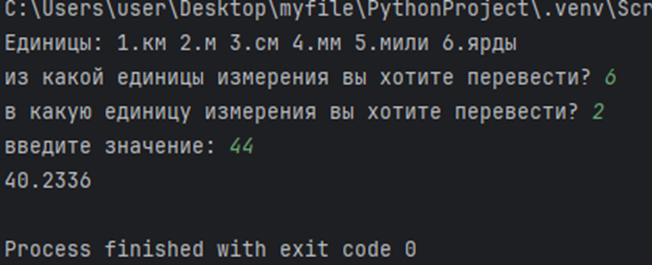 C:\Users\user\Desktop\myfile\PythonProject\.venv\Scr
Единицы: 1.км 2.м 3.см 4.мм 5.мили 6.ярды
из какой единицы измерения вы хотите перевести? 6
в какую единицу измерения вы хотите перевести? 2
введите значение: 44
40.2336
Process finished with exit code 0